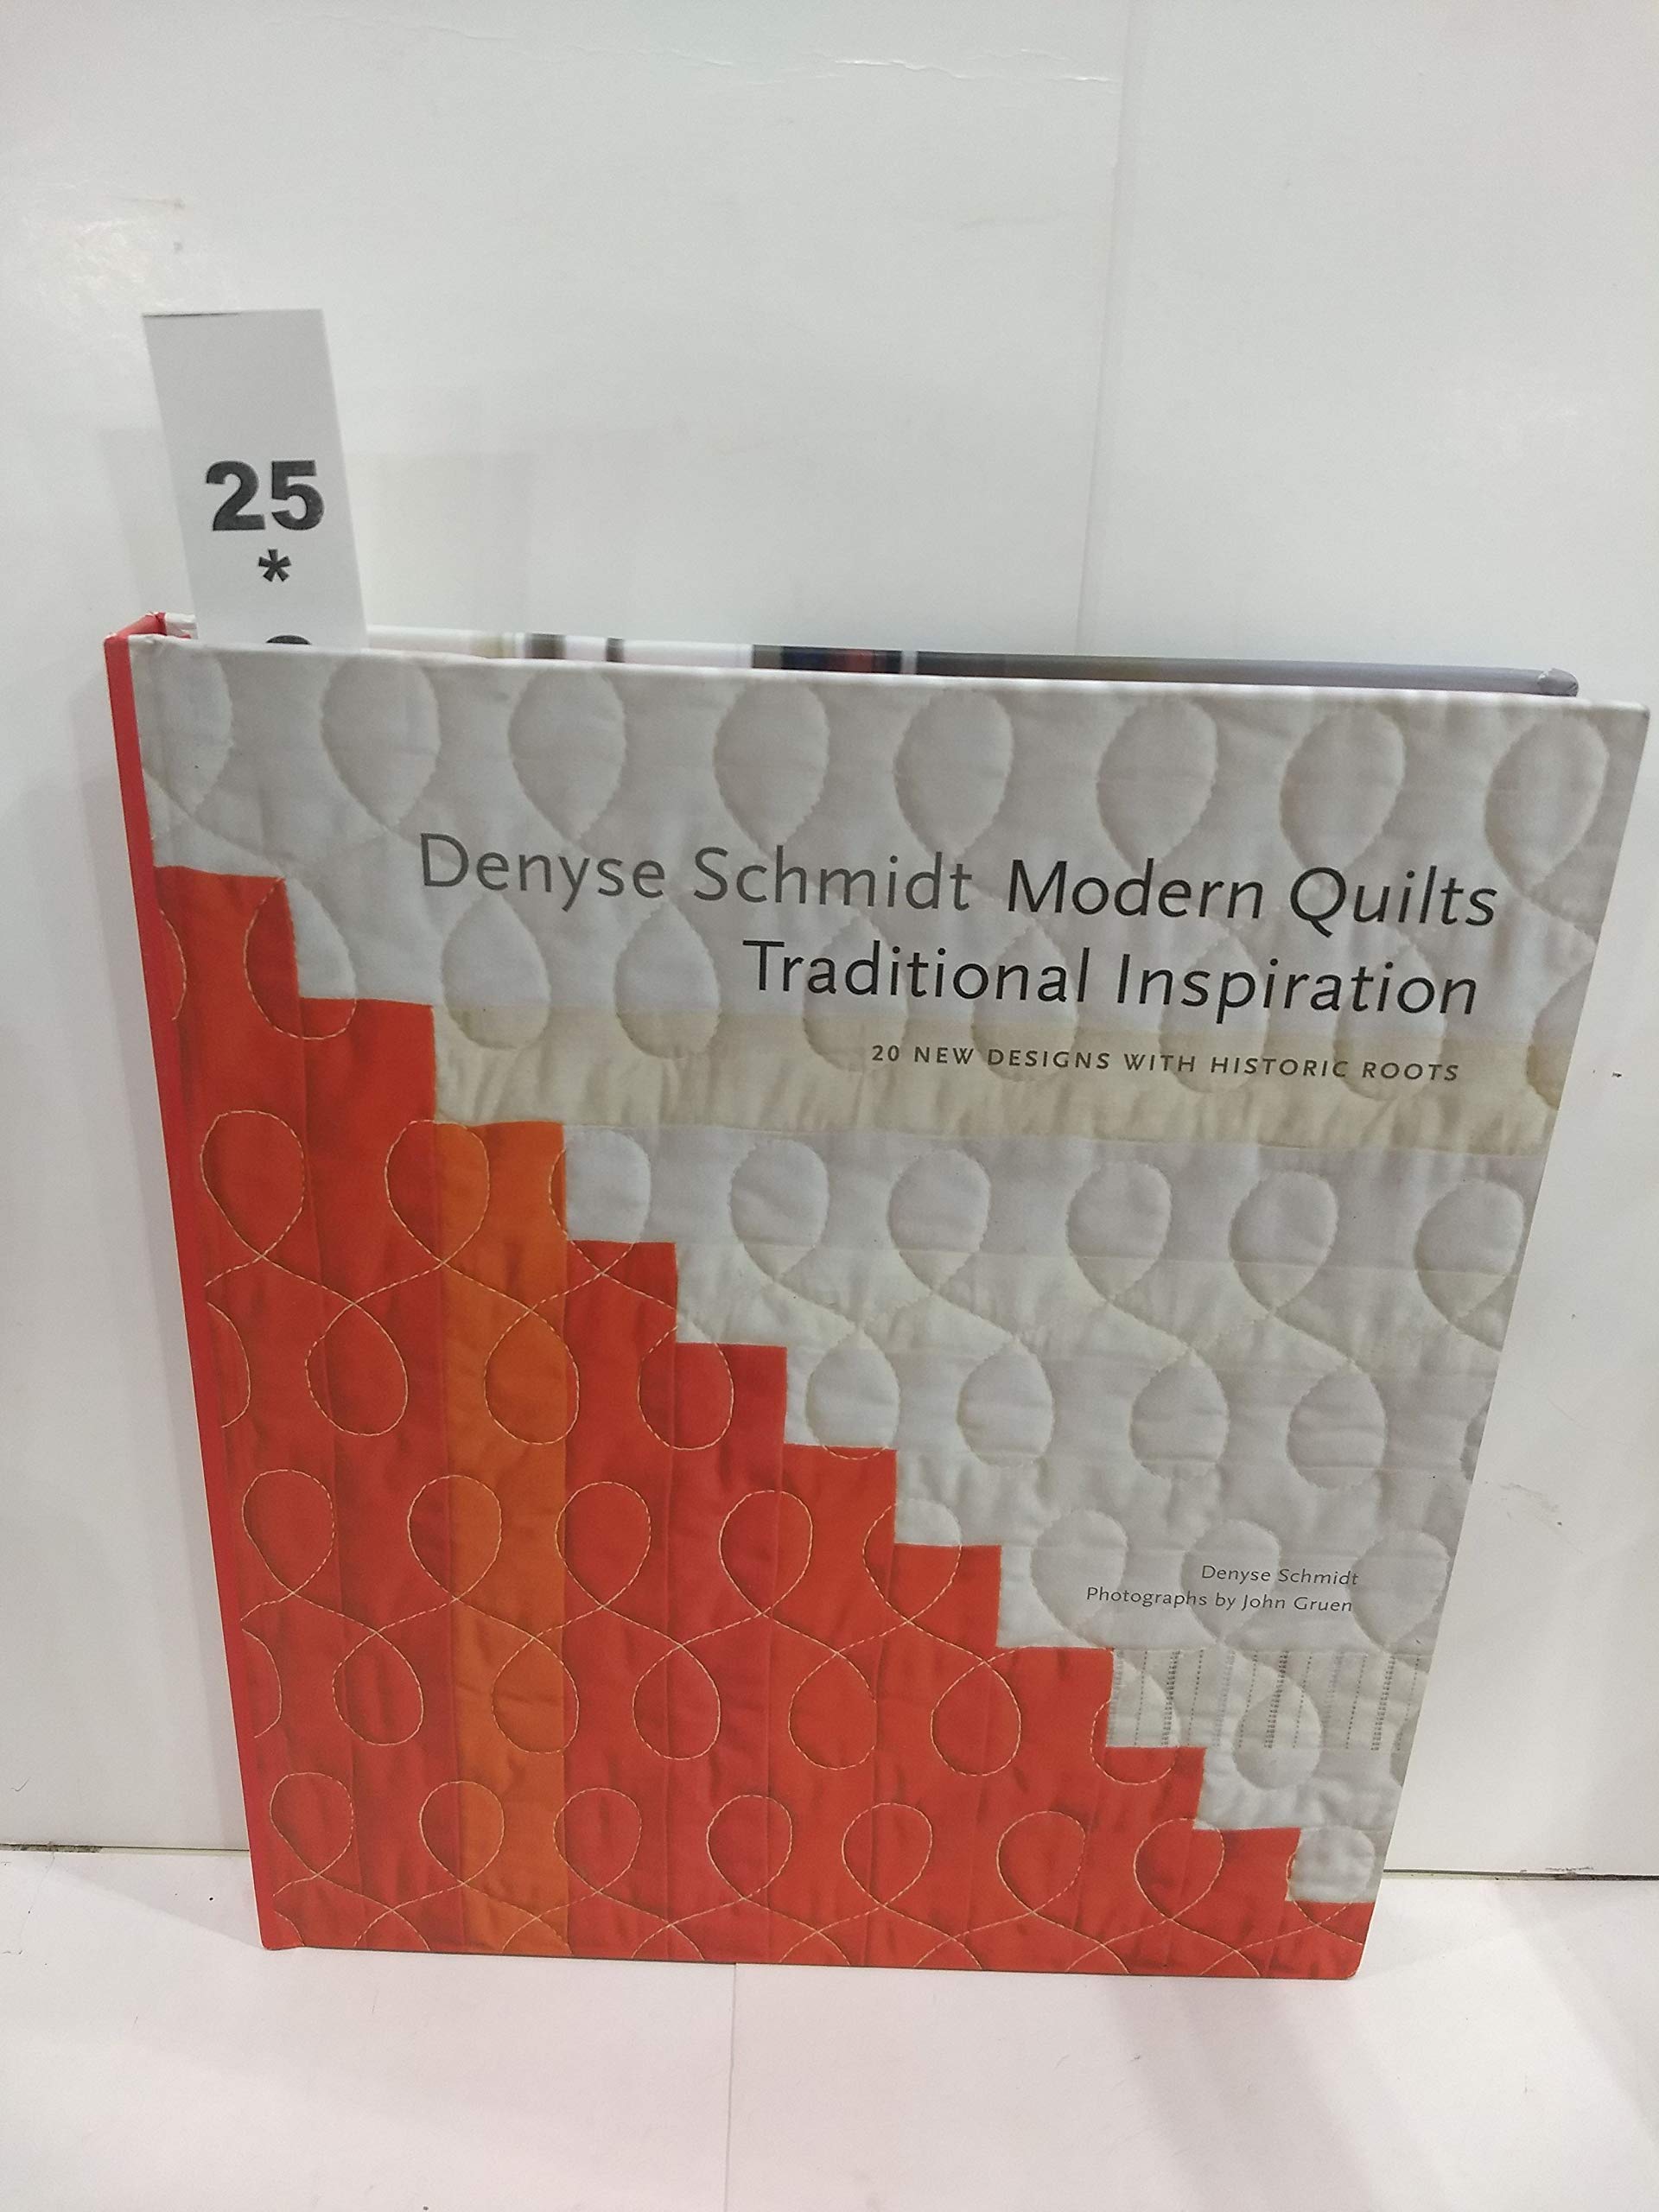 25
*
Denyse Schmidt Modern Quilts
Traditional Inspiration
20 NEW DESIGNS WITH HISTORIC ROOTS
Denyse Schmidt
Photographs by John Gruen